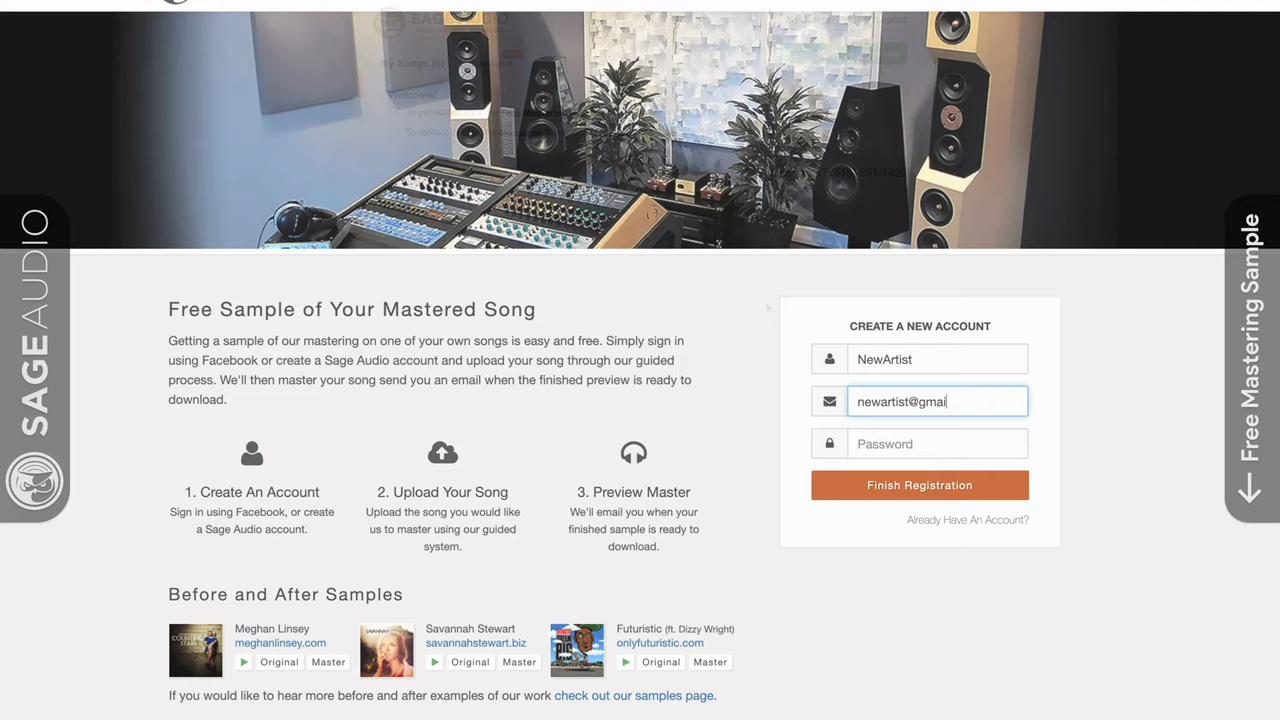 SAGE AUDIO
My Songs (0)
Welcome!
SAGEAUDIO
Free Mastering Sample
Free Sample of Your Mastered Song
Getting a sample of our mastering on one of your own songs is easy and free. Simply sign in
using Facebook or create a Sage Audio account and upload your song through our guided
process. We'll then master your song send you an email when the finished preview is ready to
download.
1. Create An Account
Sign in using Facebook, or create
a Sage Audio account.
2. Upload Your Song
Upload the song you would like
us to master using our guided
system.
3. Preview Master
We'll email you when your
finished sample is ready to
download.
CREATE A NEW ACCOUNT
NewArtist
newartist@gmai
Password
Finish Registration
Already Have An Account?
Before and After Samples
Meghan Linsey
meghanlinsey.com
Original Master
Savannah Stewart
savannahstewart.biz
Original Master
Futuristic (ft. Dizzy Wright)
onlyfuturistic.com
Original Master
If you would like to hear more before and after examples of our work check out our samples page.